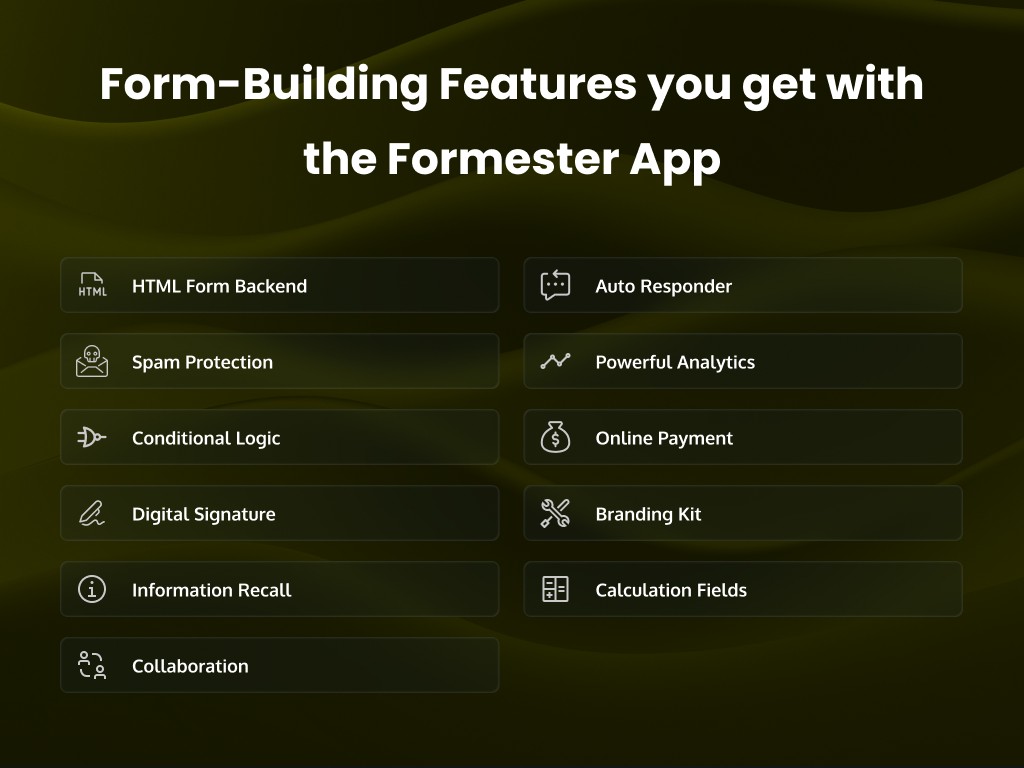 Form-Building Features you get with
the Formester App
HTML
HTML Form Backend
Auto Responder
Spam Protection
Powerful Analytics
Conditional Logic
$
Online Payment
Digital Signature
Branding Kit
i
Information Recall
Calculation Fields
Collaboration